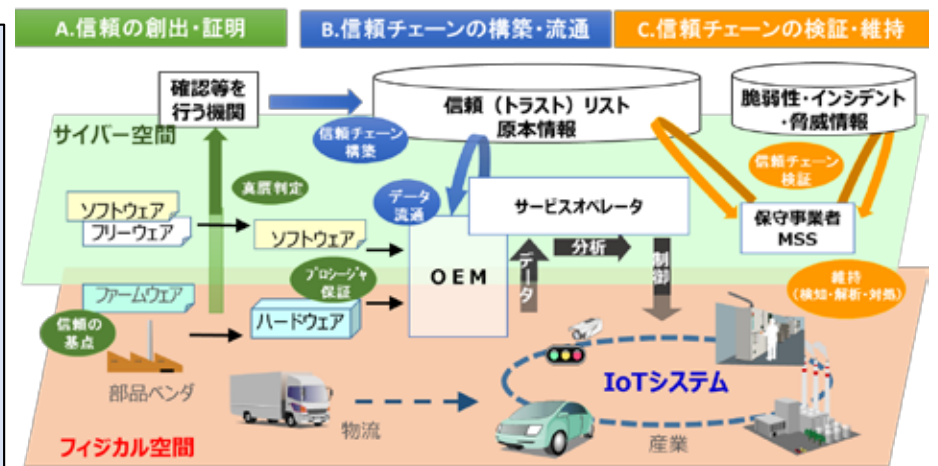 A.信頼の創出・証明
B.信頼チェーンの構築・流通
C.信頼チェーンの検証・維持
確認等を
行う機関
信頼（トラスト）リスト
原本情報
脆弱性・インシデント
・脅威情報
サイバー空間
信頼チェーン
構築
信頼チェーン
検証
真贋判定
データ
流通
サービスオペレータ
保守事業者
MSS
ソフトウェア
フリーウェア
ソフトウェア
OEM
データ
分析
制御
プロシージャ
保証
維持
(検知・解析・対処)
ファームウェア
信頼の
基点
ハードウェア
部品ベンダ
IoTシステム
物流
産業
フィジカル空間